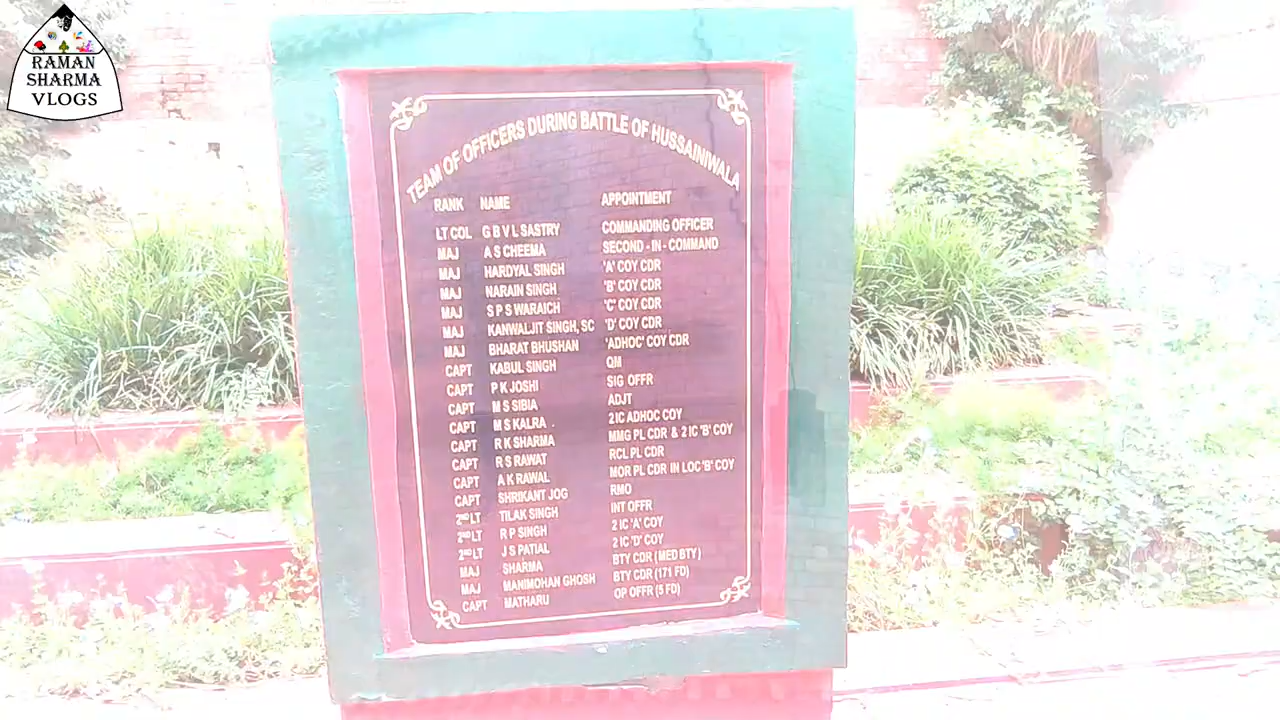 RAMAN
SHARMA
VLOGS
TEAM OF OFFICERS DURING BATTLE OF HUSSAINIWALA
RANK NAME APPOINTMENT
LT COL G B V L SASTRY COMMANDING OFFICER
MAJ A S CHEEMA SECOND - IN - COMMAND
MAJ HARDYAL SINGH 'A' COY CDR
MAJ NARAIN SINGH 'B' COY CDR
MAJ S P S WARAICH 'C' COY CDR
MAJ KANWALJIT SINGH, SC 'D' COY CDR
MAJ BHARAT BHUSHAN 'ADHOC' COY CDR
CAPT KABUL SINGH QM
CAPT P K JOSHI SIG OFFR
CAPT M S SIBIA ADJT
CAPT M S KALRA . 2 IC ADHOC COY
CAPT R K SHARMA MMG PL CDR & 2 IC 'B' COY
CAPT R S RAWAT RCL PL CDR
CAPT A K RAWAL MOR PL CDR IN LOC 'B' COY
CAPT SHRIKANT JOG RMO
2ND LT TILAK SINGH INT OFFR
2ND LT R P SINGH 2 IC 'A' COY
2ND LT J S PATIAL 2 IC 'D' COY
MAJ SHARMA BTY CDR (MED BTY)
MAJ MANIMOHAN GHOSH BTY CDR (171 FD)
CAPT MATHARU OP OFFR (5 FD)